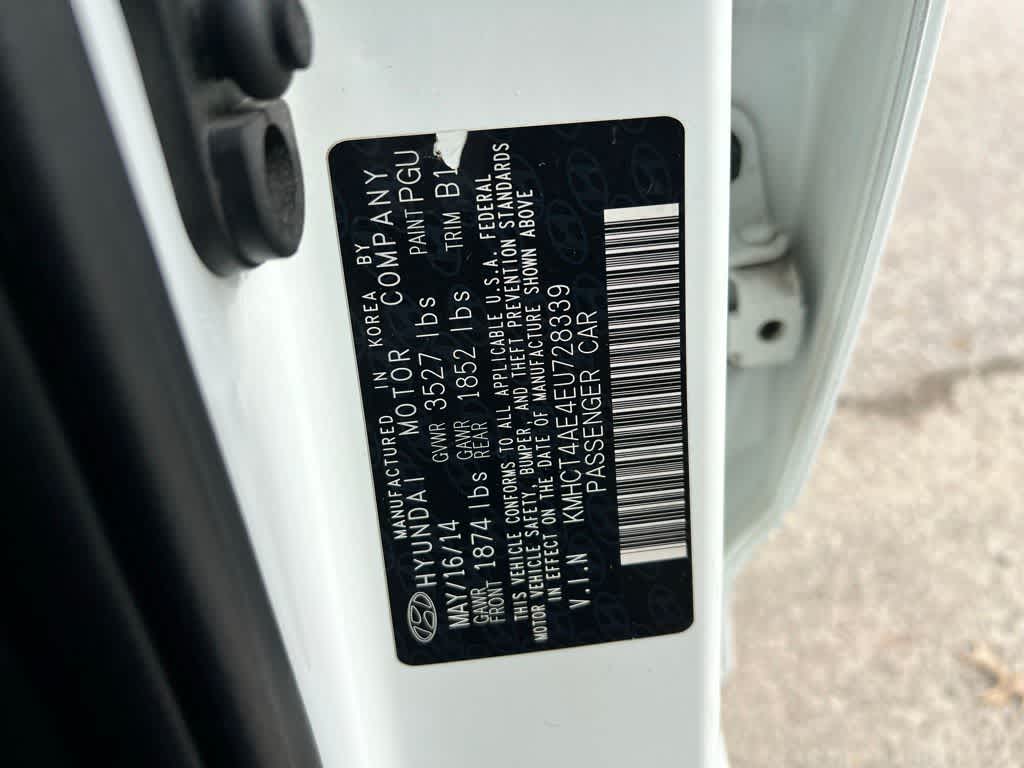 MANUFACTURED IN KOREA BY
HYUNDAI MOTOR COMPANY
MAY/16/14 GVWR 3527 lbs PAINT PGU
GAWR FRONT 1874 lbs GAWR REAR 1852 lbs TRIM B1
THIS VEHICLE CONFORMS TO ALL APPLICABLE U.S.A. FEDERAL
MOTOR VEHICLE SAFETY, BUMPER, AND THEFT PREVENTION STANDARDS
IN EFFECT ON THE DATE OF MANUFACTURE SHOWN ABOVE
V.I.N KMHCT4AE4EU728339
PASSENGER CAR